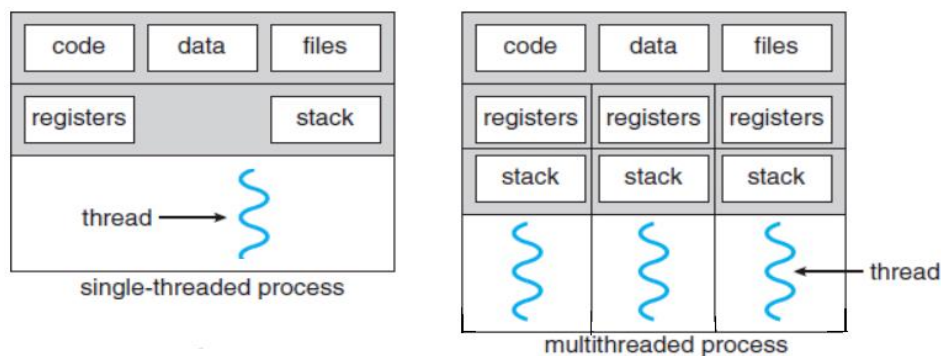 code data files
registers stack
thread
single-threaded process
code data files
registers registers registers
stack stack stack
thread
multithreaded process